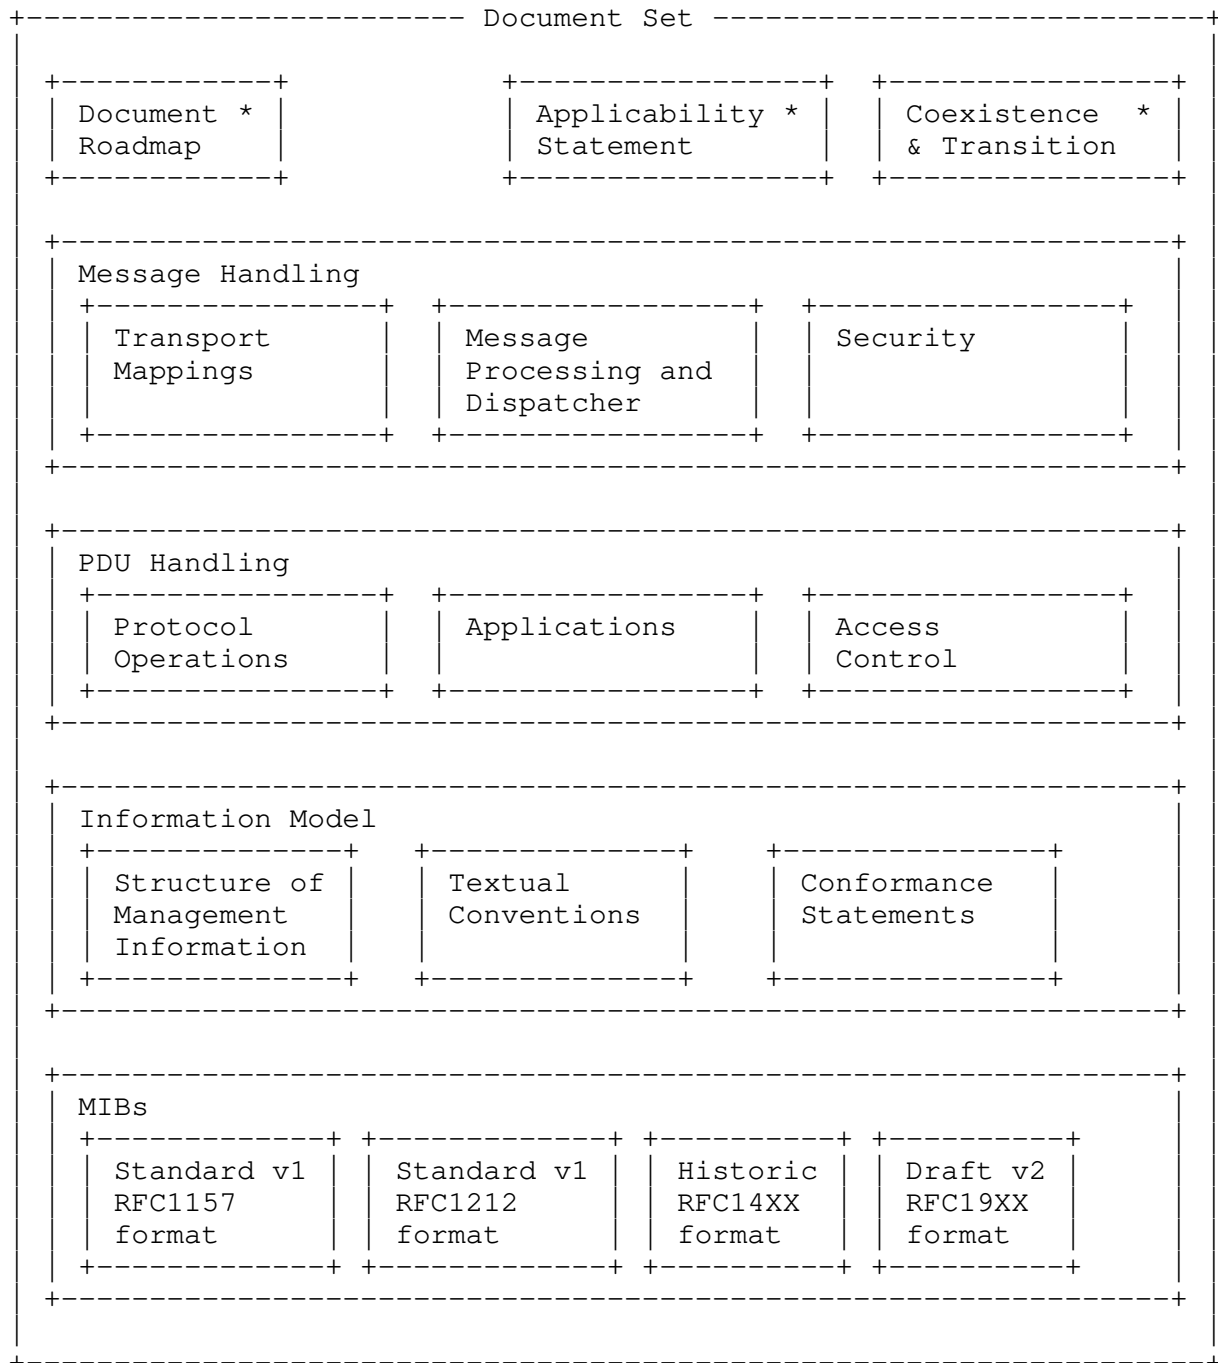 Document Set
Document * Applicability * Coexistence *
Roadmap Statement & Transition
Message Handling
Transport Message Security
Mappings Processing and
Dispatcher
PDU Handling
Protocol Applications Access
Operations Control
Information Model
Structure of Textual Conformance
Management Conventions Statements
Information
MIBs
Standard v1 Standard v1 Historic Draft v2
RFC1157 RFC1212 RFC14XX RFC19XX
format format format format